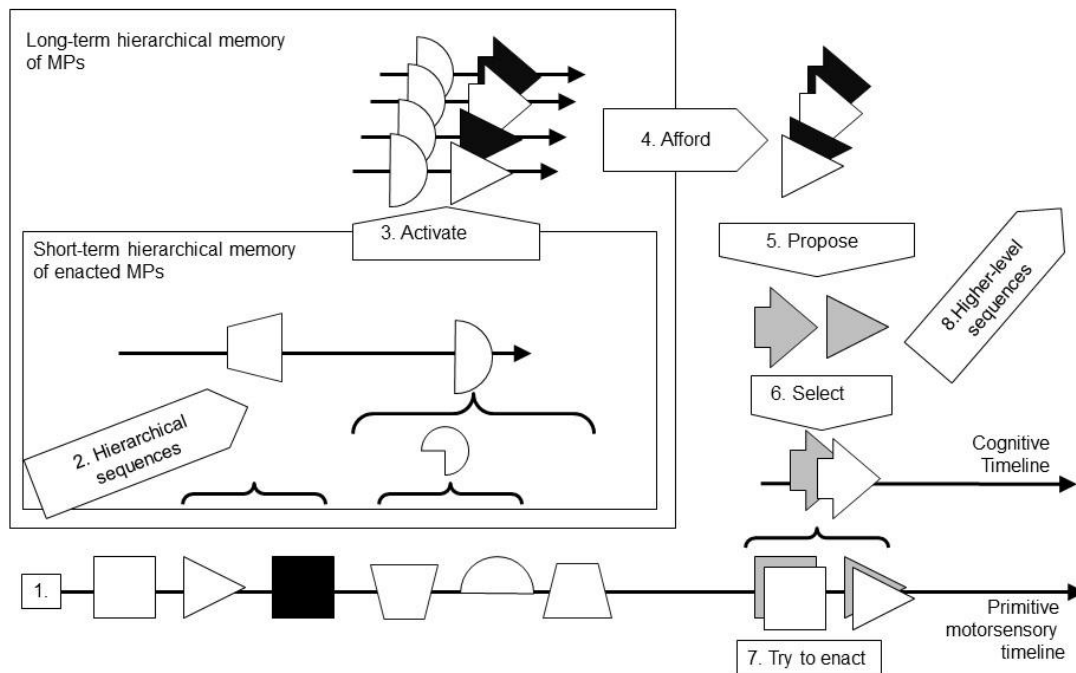 Long-term hierarchical memory
of MPs
4. Afford
3. Activate
Short-term hierarchical memory
of enacted MPs
5. Propose
8.Higher-level
sequences
6. Select
2. Hierarchical
sequences
Cognitive
Timeline
1.
Primitive
motorsensory
timeline
7. Try to enact